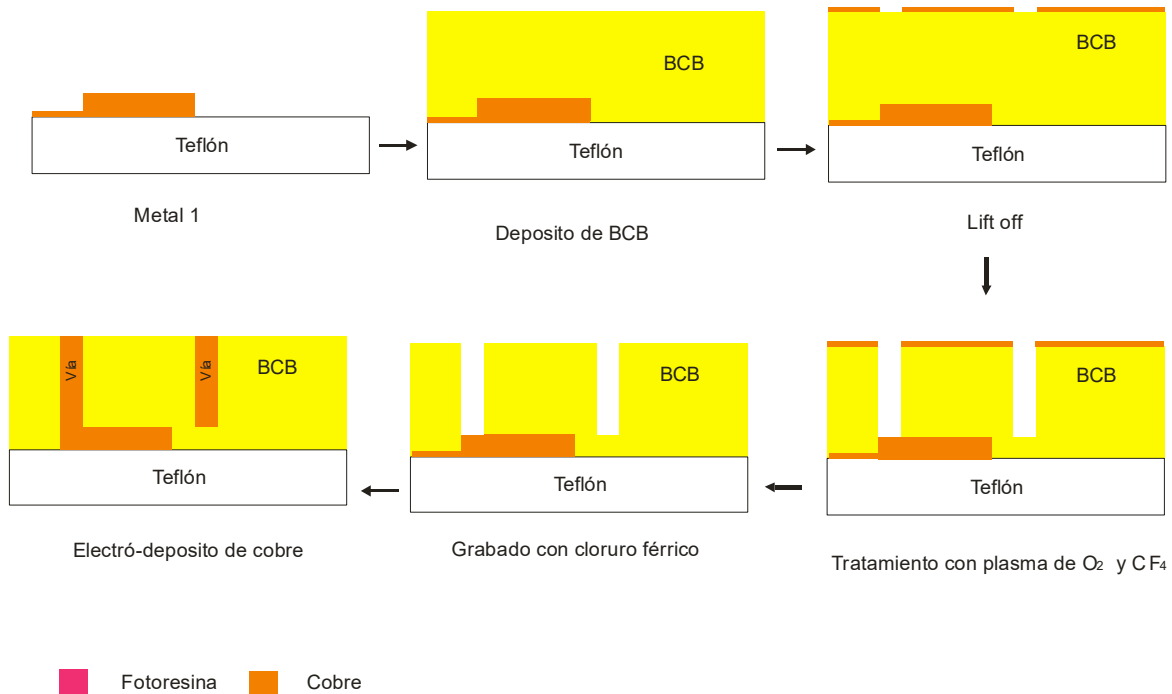 Teflón
Metal 1
BCB
Teflón
Deposito de BCB
BCB
Teflón
Lift off
BCB
Teflón
Tratamiento con plasma de O2 y CF4
BCB
Teflón
Grabado con cloruro férrico
Vía
Vía
BCB
Teflón
Electró-deposito de cobre
Fotoresina
Cobre